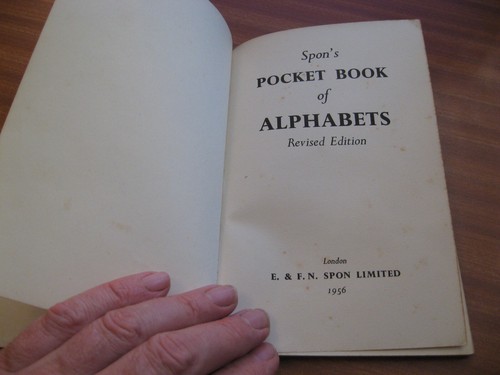 Spon's
POCKET BOOK
of
ALPHABETS
Revised Edition
London
E. & F. N. SPON LIMITED
1956